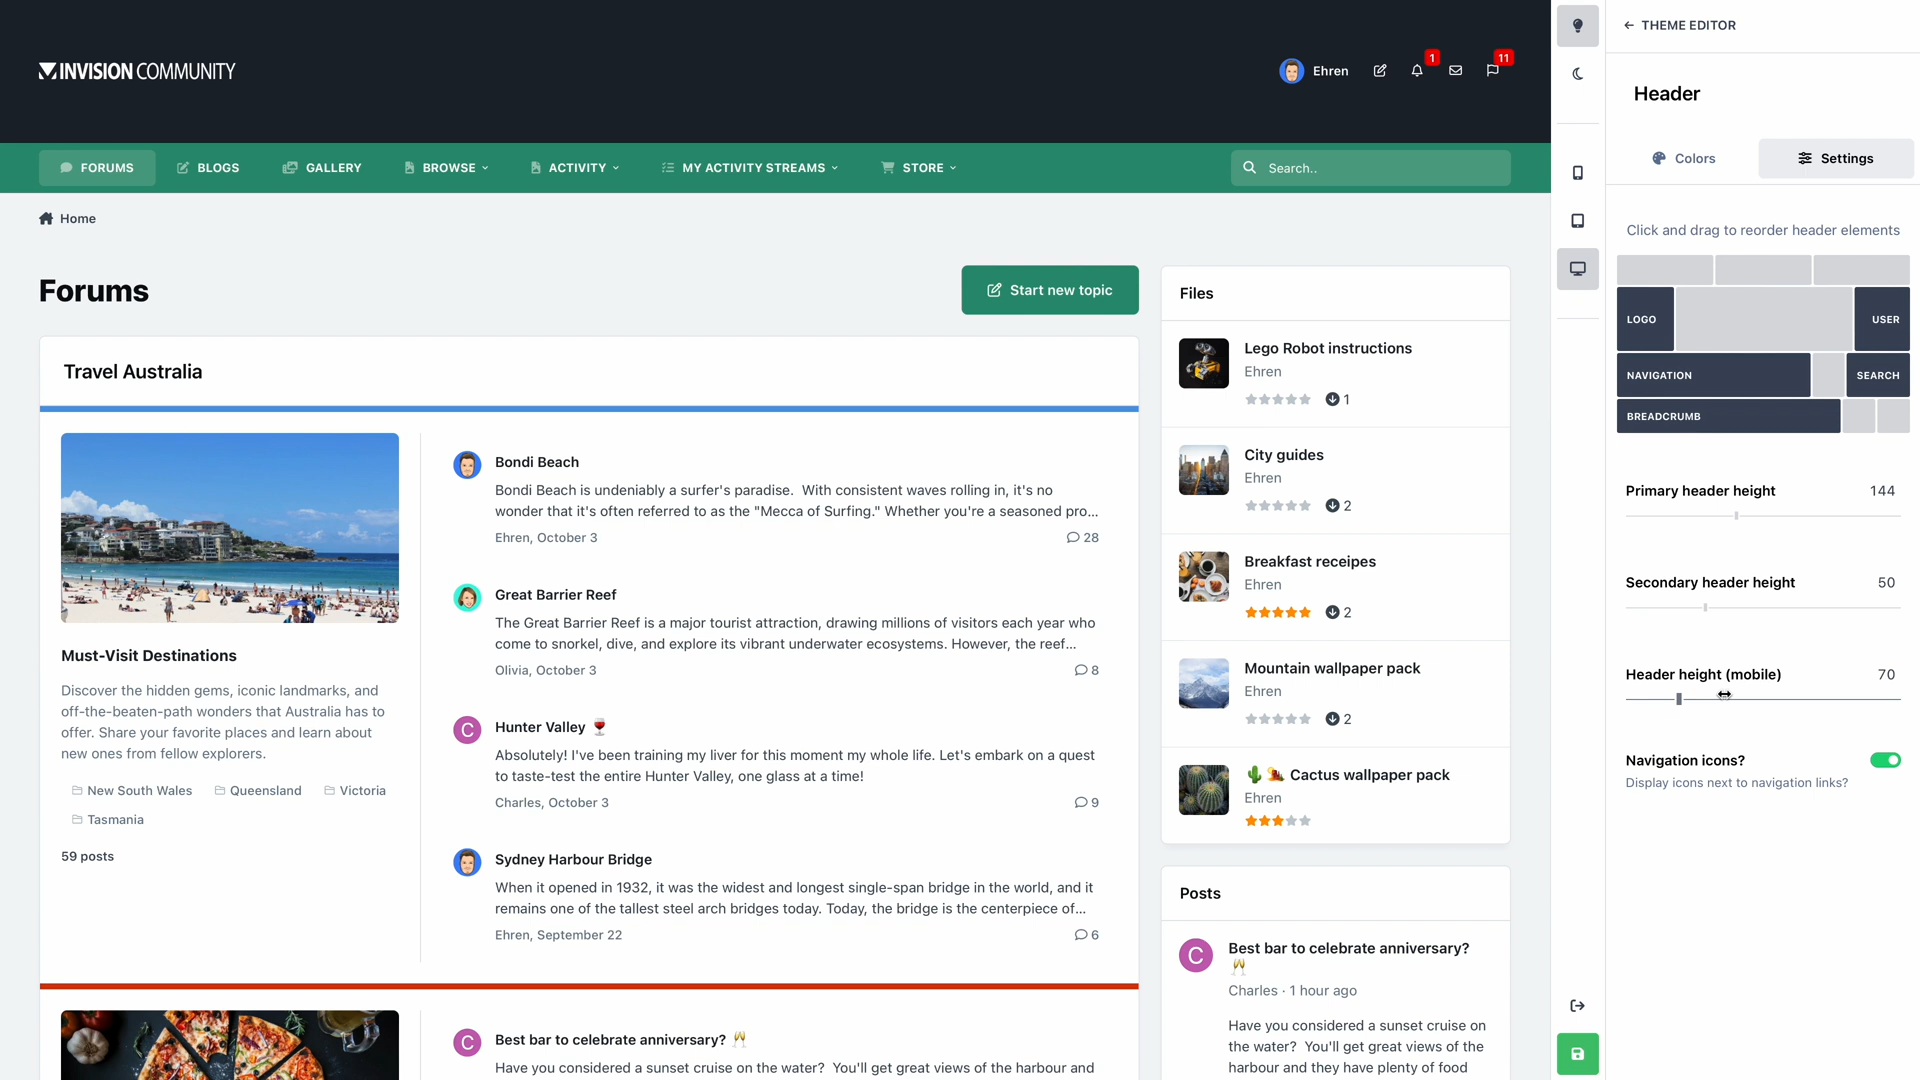 INVISION COMMUNITY
Ehren
1
11
FORUMS
BLOGS
GALLERY
BROWSE
ACTIVITY
MY ACTIVITY STREAMS
STORE
Search..
Home
Forums
Start new topic
Travel Australia
Must-Visit Destinations
Discover the hidden gems, iconic landmarks, and
off-the-beaten-path wonders that Australia has to
offer. Share your favorite places and learn about
new ones from fellow explorers.
New South Wales
Queensland
Victoria
Tasmania
59 posts
Bondi Beach
Bondi Beach is undeniably a surfer's paradise.  With consistent waves rolling in, it's no
wonder that it's often referred to as the "Mecca of Surfing." Whether you're a seasoned pro...
Ehren, October 3
28
Great Barrier Reef
The Great Barrier Reef is a major tourist attraction, drawing millions of visitors each year who
come to snorkel, dive, and explore its vibrant underwater ecosystems. However, the reef...
Olivia, October 3
8
C
Hunter Valley 🍷
Absolutely! I've been training my liver for this moment my whole life. Let's embark on a quest
to taste-test the entire Hunter Valley, one glass at a time!
Charles, October 3
9
Sydney Harbour Bridge
When it opened in 1932, it was the widest and longest single-span bridge in the world, and it
remains one of the tallest steel arch bridges today. Today, the bridge is the centerpiece of...
Ehren, September 22
6
C
Best bar to celebrate anniversary? 🥂
Have you considered a sunset cruise on the water?  You'll get great views of the harbour and
Files
Lego Robot instructions
Ehren
1
City guides
Ehren
2
Breakfast receipes
Ehren
2
Mountain wallpaper pack
Ehren
2
🌵 💃 Cactus wallpaper pack
Ehren
Posts
C
Best bar to celebrate anniversary?
🥂
Charles · 1 hour ago
Have you considered a sunset cruise on
the water?  You'll get great views of the
harbour and they have plenty of food
THEME EDITOR
Header
Colors
Settings
Click and drag to reorder header elements
LOGO
USER
NAVIGATION
SEARCH
BREADCRUMB
Primary header height
144
Secondary header height
50
Header height (mobile)
70
Navigation icons?
Display icons next to navigation links?